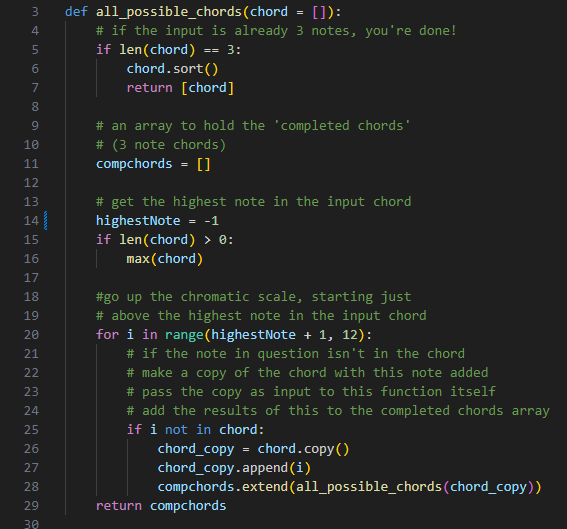 3 def all_possible_chords(chord = []):
4     # if the input is already 3 notes, you're done!
5     if len(chord) == 3:
6         chord.sort()
7         return [chord]
8
9     # an array to hold the 'completed chords'
10     # (3 note chords)
11     compchords = []
12
13     # get the highest note in the input chord
14     highestNote = -1
15     if len(chord) > 0:
16         max(chord)
17
18     #go up the chromatic scale, starting just
19     # above the highest note in the input chord
20     for i in range(highestNote + 1, 12):
21         # if the note in question isn't in the chord
22         # make a copy of the chord with this note added
23         # pass the copy as input to this function itself
24         # add the results of this to the completed chords array
25         if i not in chord:
26             chord_copy = chord.copy()
27             chord_copy.append(i)
28             compchords.extend(all_possible_chords(chord_copy))
29     return compchords
30